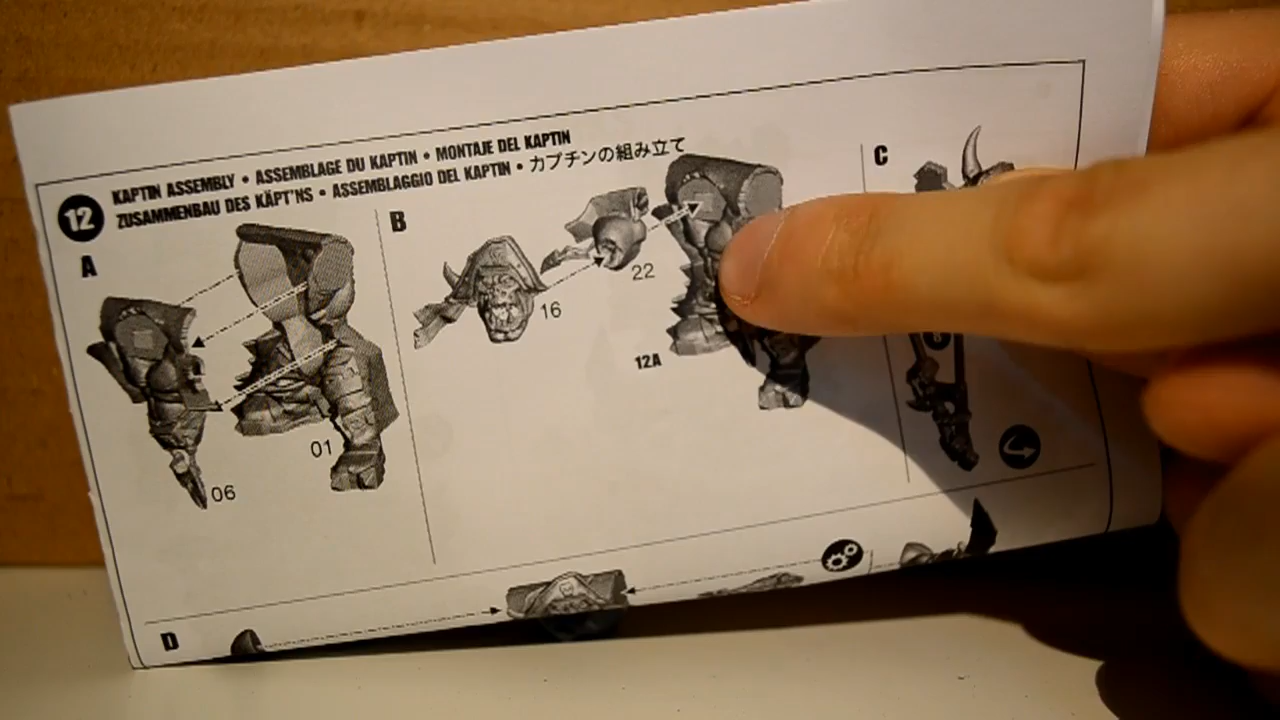 12
KAPTIN ASSEMBLY • ASSEMBLAGE DU KAPTIN • MONTAJE DEL KAPTIN
ZUSAMMENBAU DES KÄPT'NS • ASSEMBLAGGIO DEL KAPTIN • カプチンの組み立て
A
06
01
B
16
22
12A
C
D